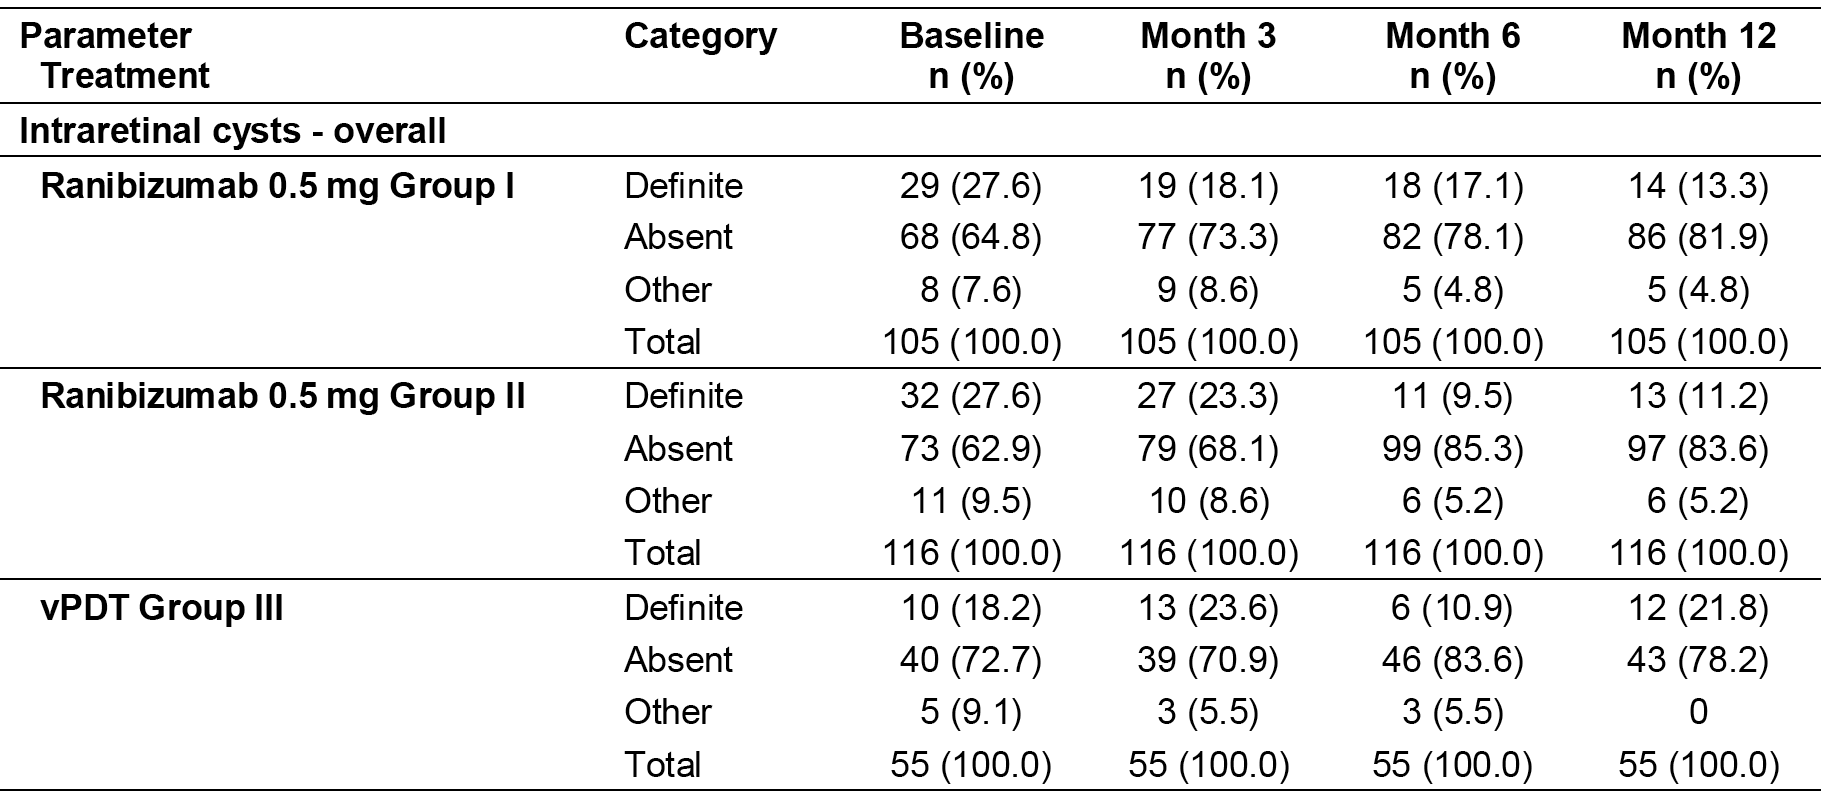 Parameter Category Baseline Month 3 Month 6 Month 12
Treatment n (%) n (%) n (%) n (%)
Intraretinal cysts - overall
Ranibizumab 0.5 mg Group I Definite 29 (27.6) 19 (18.1) 18 (17.1) 14 (13.3)
Absent 68 (64.8) 77 (73.3) 82 (78.1) 86 (81.9)
Other 8 (7.6) 9 (8.6) 5 (4.8) 5 (4.8)
Total 105 (100.0) 105 (100.0) 105 (100.0) 105 (100.0)
Ranibizumab 0.5 mg Group II Definite 32 (27.6) 27 (23.3) 11 (9.5) 13 (11.2)
Absent 73 (62.9) 79 (68.1) 99 (85.3) 97 (83.6)
Other 11 (9.5) 10 (8.6) 6 (5.2) 6 (5.2)
Total 116 (100.0) 116 (100.0) 116 (100.0) 116 (100.0)
vPDT Group III Definite 10 (18.2) 13 (23.6) 6 (10.9) 12 (21.8)
Absent 40 (72.7) 39 (70.9) 46 (83.6) 43 (78.2)
Other 5 (9.1) 3 (5.5) 3 (5.5) 0
Total 55 (100.0) 55 (100.0) 55 (100.0) 55 (100.0)